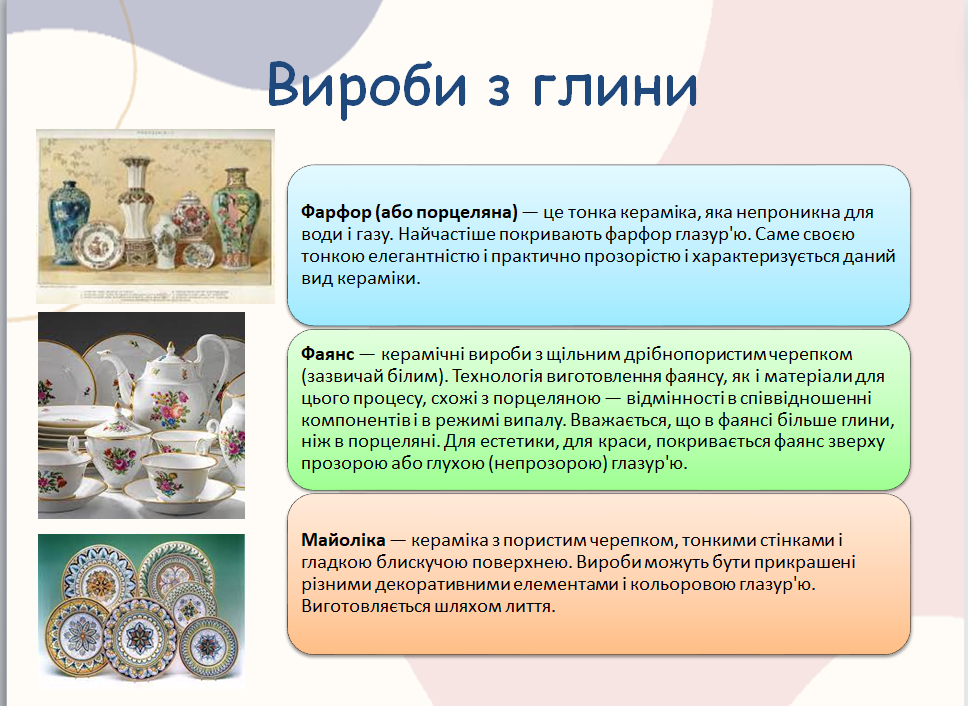 Вироби з глини
Фарфор (або порцеляна) — це тонка кераміка, яка непроникна для
води і газу. Найчастіше покривають фарфор глазур'ю. Саме своєю
тонкою елегантністю і практично прозорістю і характеризується даний
вид кераміки.
Фаянс — керамічні вироби з щільним дрібнопористим черепком
(зазвичай білим). Технологія виготовлення фаянсу, як і матеріали для
цього процесу, схожі з порцеляною — відмінності в співвідношенні
компонентів і в режимі випалу. Вважається, що в фаянсі більше глини,
ніж в порцеляні. Для естетики, для краси, покривається фаянс зверху
прозорою або глухою (непрозорою) глазур'ю.
Майоліка — кераміка з пористим черепком, тонкими стінками і
гладкою блискучою поверхнею. Вироби можуть бути прикрашені
різними декоративними елементами і кольоровою глазур'ю.
Виготовляється шляхом лиття.